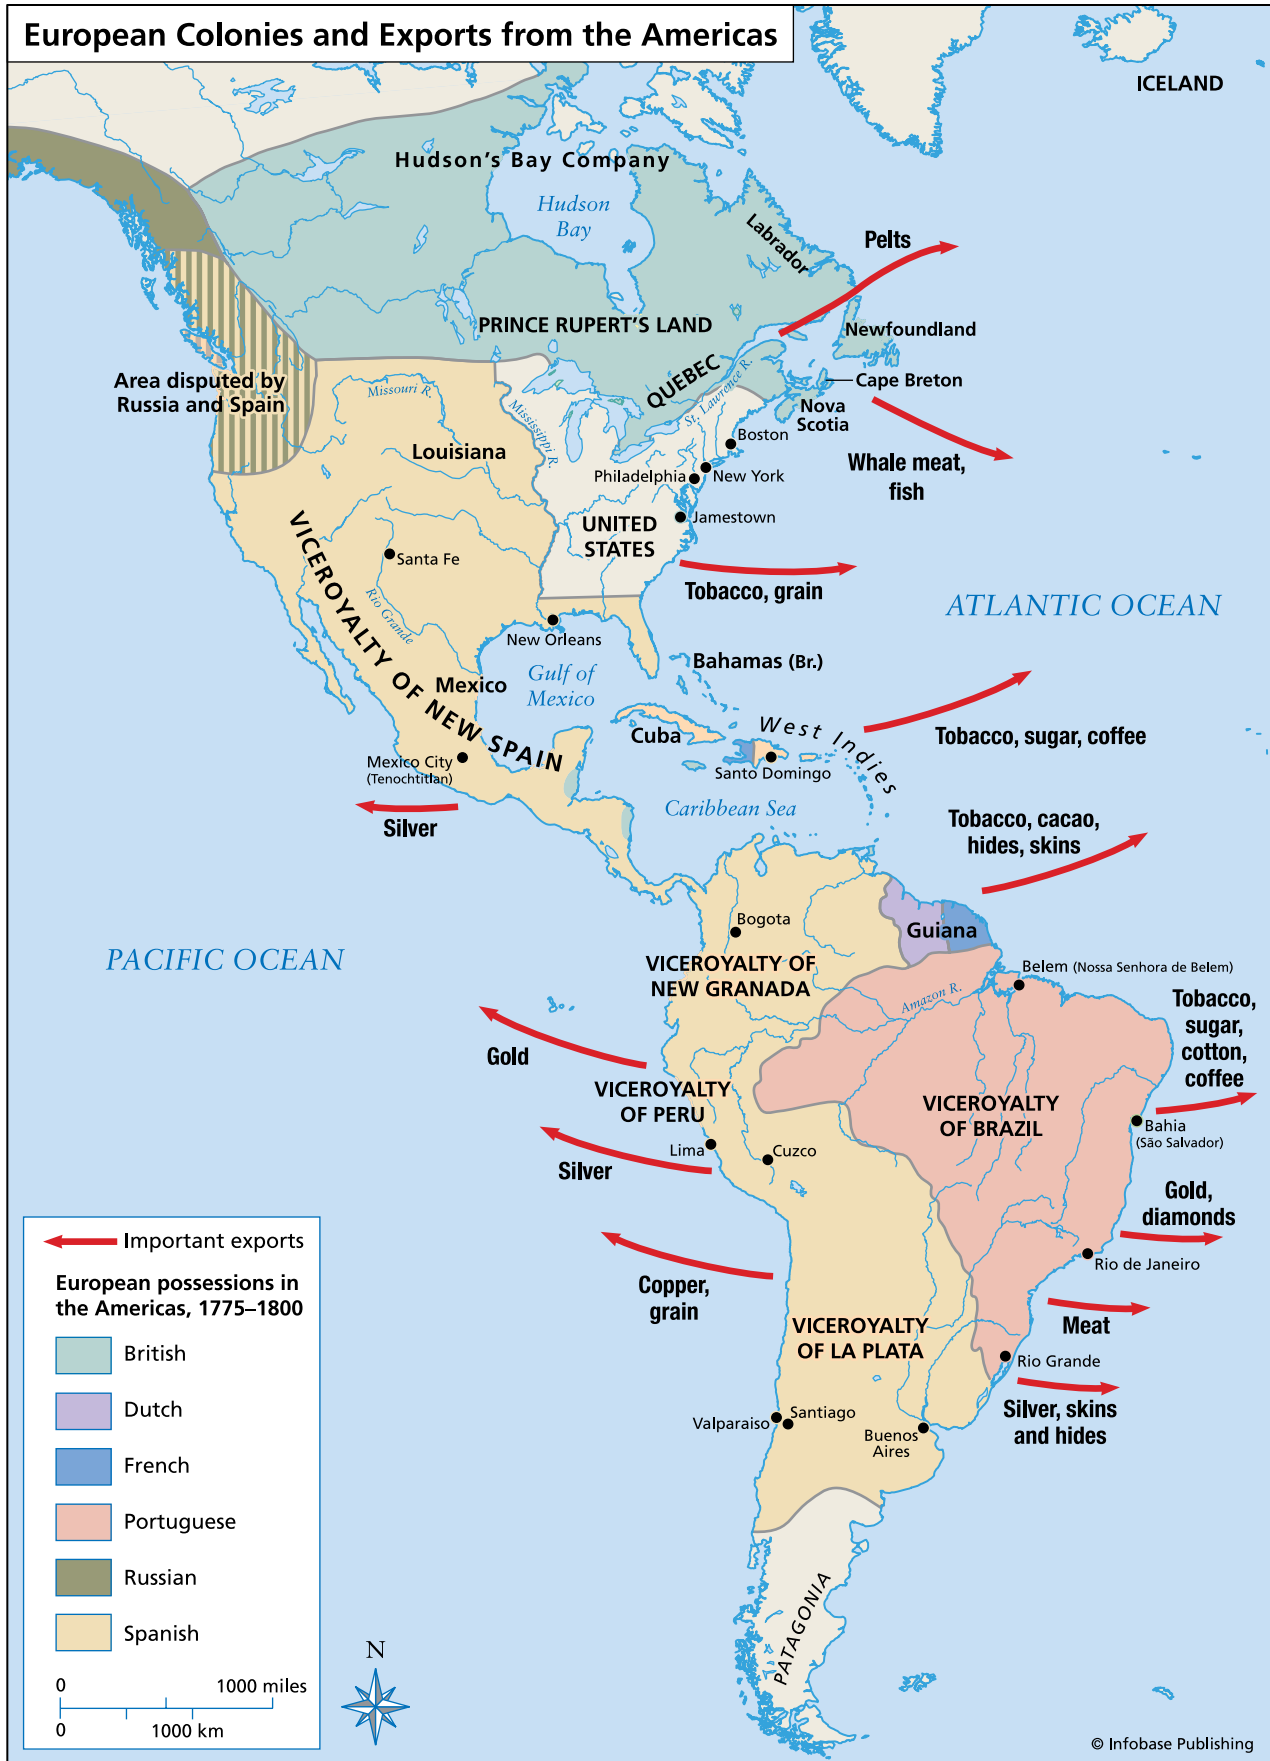 European Colonies and Exports from the Americas
ICELAND
Hudson's Bay Company
Hudson
Bay
Labrador
Pelts
PRINCE RUPERT'S LAND
Newfoundland
QUEBEC
St. Lawrence R.
Cape Breton
Nova
Scotia
Area disputed by
Russia and Spain
Missouri R.
Mississippi R.
Louisiana
Boston
Philadelphia
New York
Whale meat,
fish
UNITED
STATES
Jamestown
Santa Fe
Tobacco, grain
ATLANTIC OCEAN
Rio Grande
New Orleans
VICEROYALTY OF NEW SPAIN
Mexico
Gulf of
Mexico
Bahamas (Br.)
Cuba
West Indies
Tobacco, sugar, coffee
Mexico City
(Tenochtitlan)
Santo Domingo
Silver
Caribbean Sea
Tobacco, cacao,
hides, skins
Bogota
Guiana
PACIFIC OCEAN
VICEROYALTY OF
NEW GRANADA
Belem (Nossa Senhora de Belem)
Amazon R.
Tobacco,
sugar,
cotton,
coffee
Gold
VICEROYALTY
OF PERU
VICEROYALTY
OF BRAZIL
Bahia
(São Salvador)
Lima
Cuzco
Silver
Gold,
diamonds
Rio de Janeiro
Copper,
grain
Meat
VICEROYALTY
OF LA PLATA
Rio Grande
Silver, skins
and hides
Valparaiso
Santiago
Buenos
Aires
PATAGONIA
Important exports
European possessions in
the Americas, 1775–1800
British
Dutch
French
Portuguese
Russian
Spanish
0 1000 miles
0 1000 km
N
© Infobase Publishing